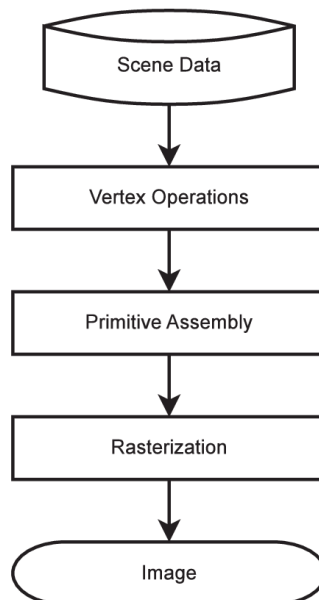 Scene Data
Vertex Operations
Primitive Assembly
Rasterization
Image